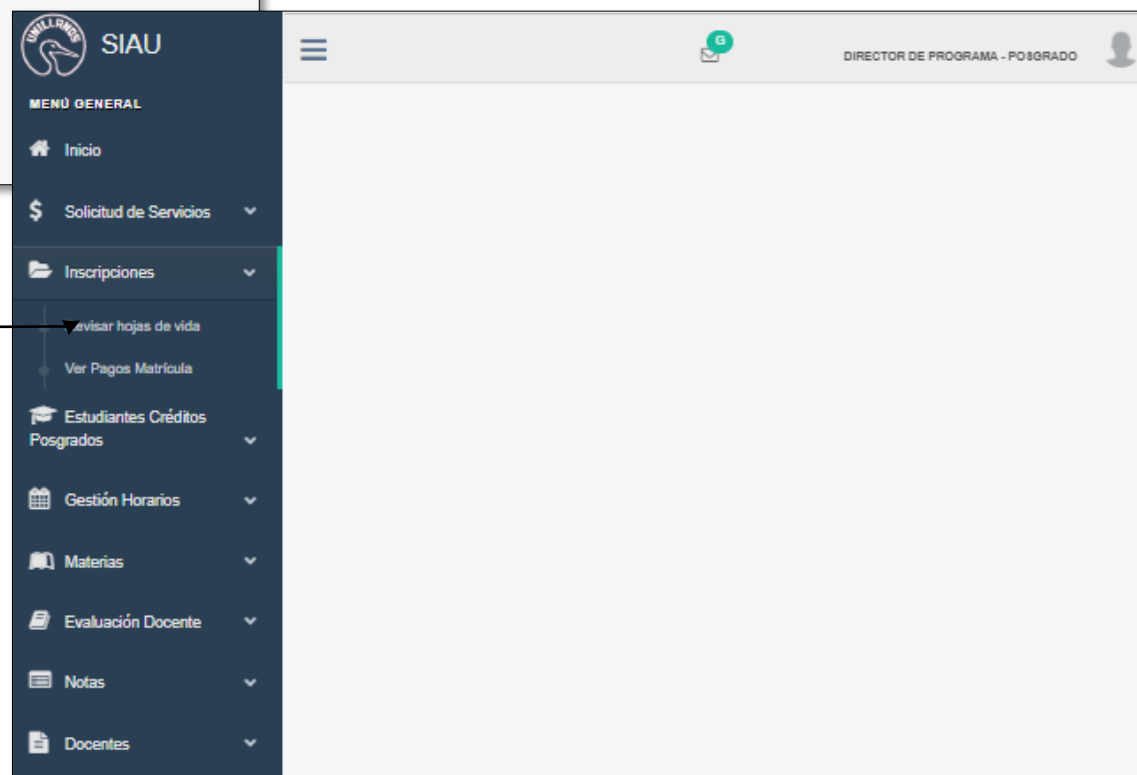 UNILLANOS
SIAU
G
DIRECTOR DE PROGRAMA - POSGRADO
MENÚ GENERAL
Inicio
Solicitud de Servicios
Inscripciones
evisar hojas de vida
Ver Pagos Matrícula
Estudiantes Créditos
Posgrados
Gestión Horarios
Materias
Evaluación Docente
Notas
Docentes